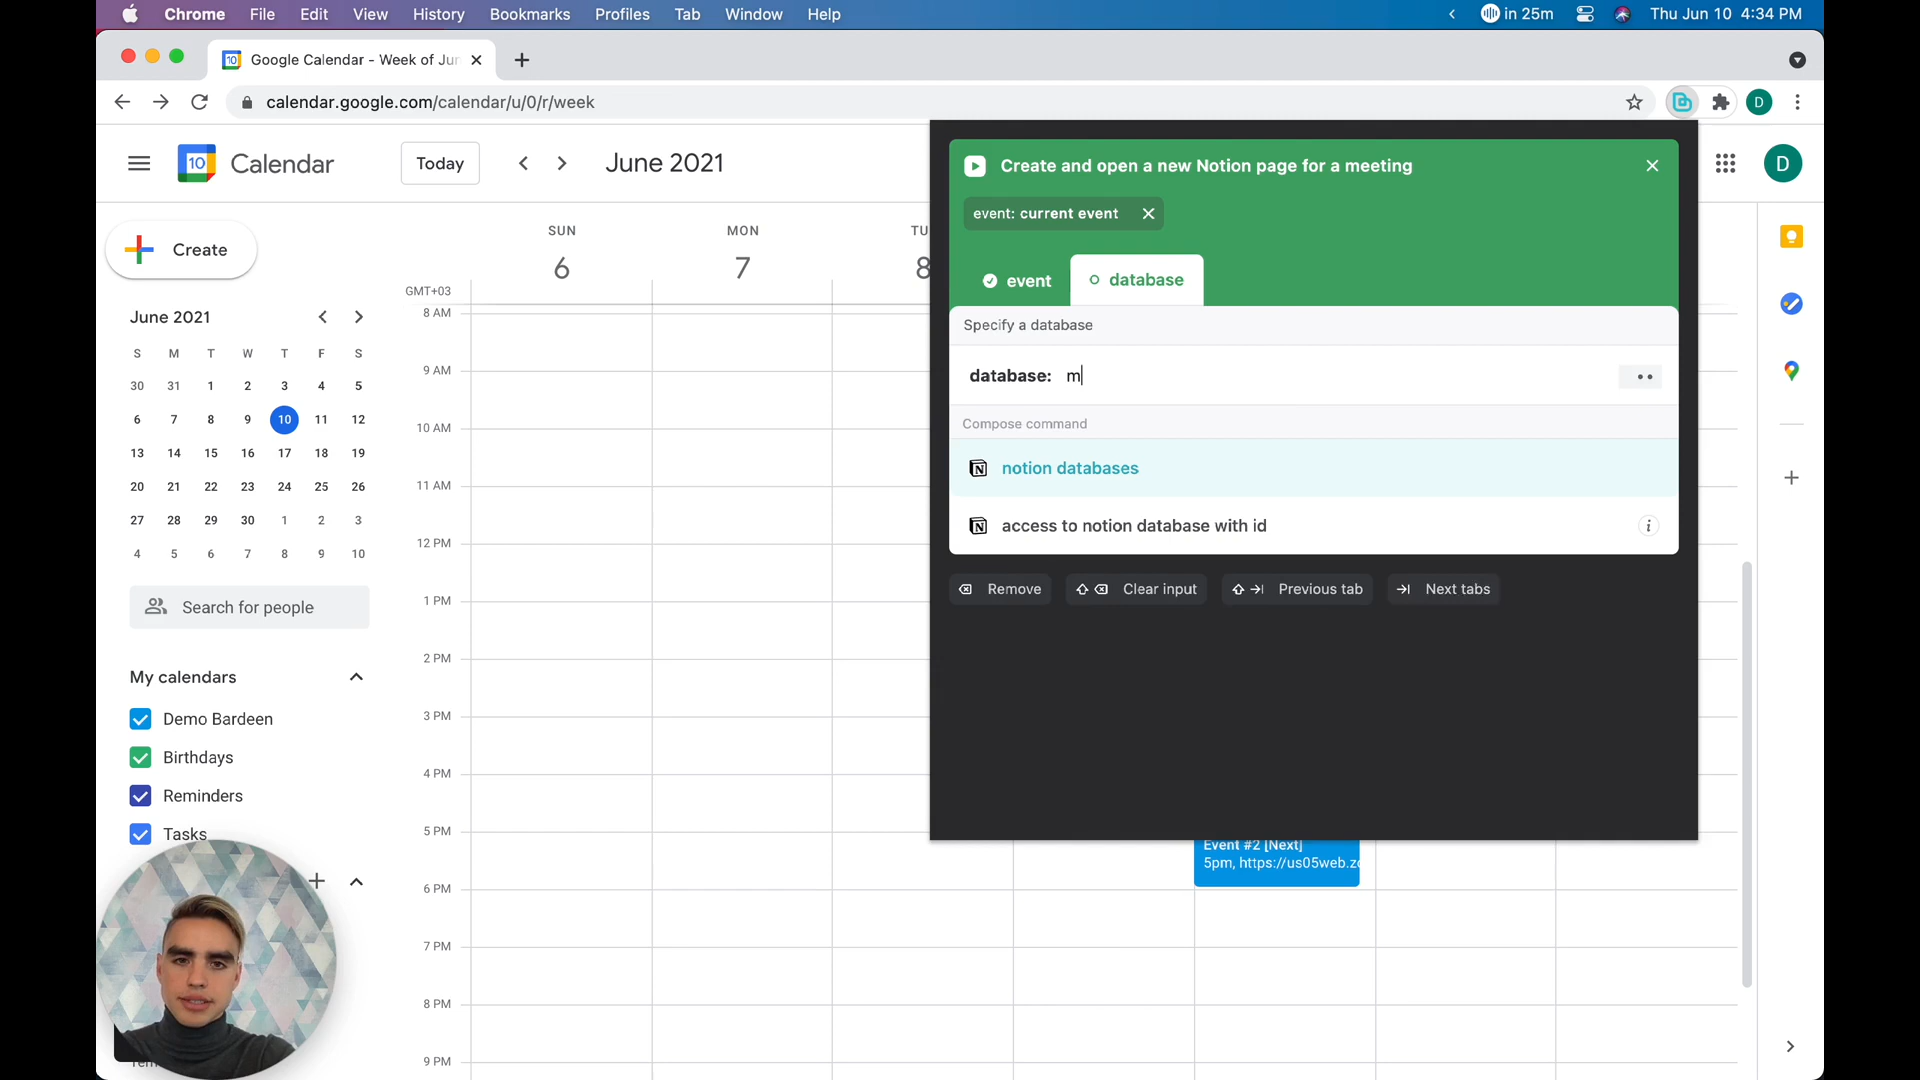 Chrome File Edit View History Bookmarks Profiles Tab Window Help
in 25m Thu Jun 10 4:34 PM
Google Calendar - Week of Jun
calendar.google.com/calendar/u/0/r/week
D
10 Calendar
Today
June 2021
D
Create
SUN MON TU
6 7 8
GMT+03
June 2021
S M T W T F S
30 31 1 2 3 4 5
6 7 8 9 10 11 12
13 14 15 16 17 18 19
20 21 22 23 24 25 26
27 28 29 30 1 2 3
4 5 6 7 8 9 10
Search for people
My calendars
Demo Bardeen
Birthdays
Reminders
Tasks
8 AM
9 AM
10 AM
11 AM
12 PM
1 PM
2 PM
3 PM
4 PM
5 PM
6 PM
7 PM
8 PM
9 PM
Create and open a new Notion page for a meeting
event: current event
event database
Specify a database
database: m
Compose command
notion databases
access to notion database with id
Remove Clear input Previous tab Next tabs
Event #2 [Next]
5pm, https://us05web.zo